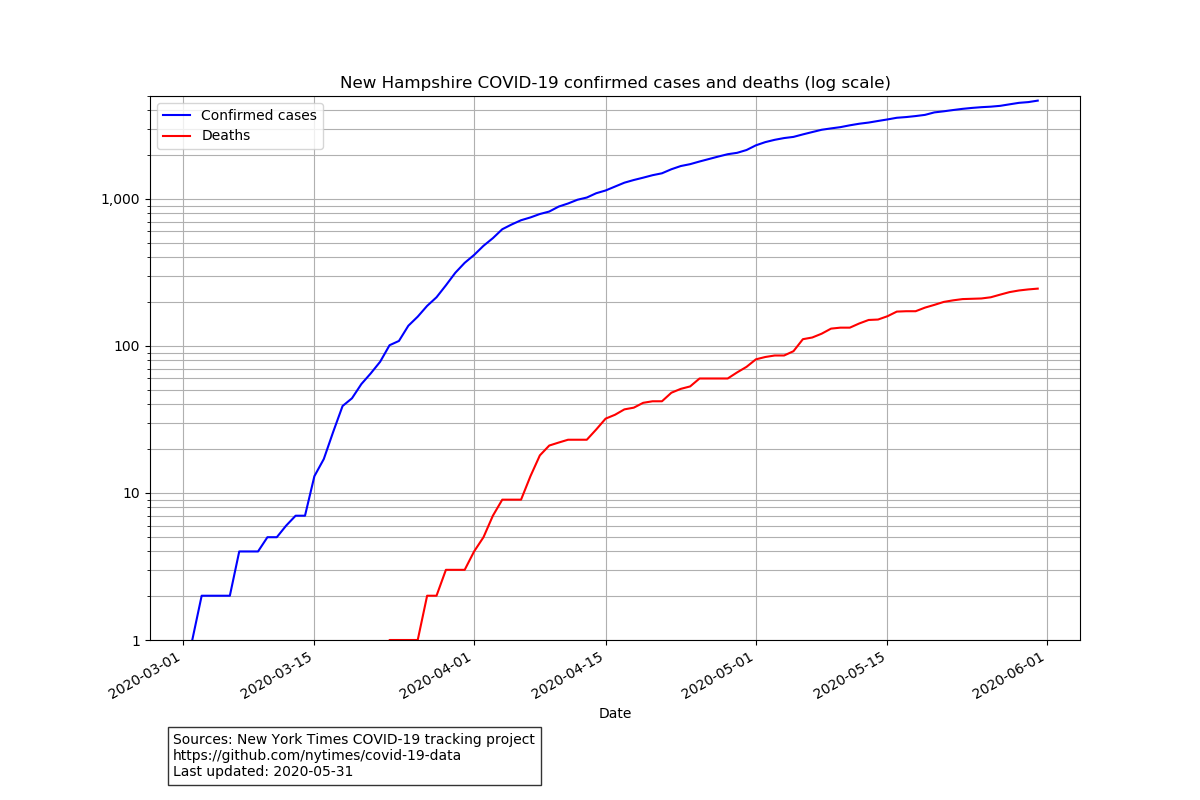 New Hampshire COVID-19 confirmed cases and deaths (log scale)
Confirmed cases
Deaths
1,000
100
10
1
2020-03-01
2020-03-15
2020-04-01
2020-04-15
2020-05-01
2020-05-15
2020-06-01
Date
Sources: New York Times COVID-19 tracking project
https://github.com/nytimes/covid-19-data
Last updated: 2020-05-31